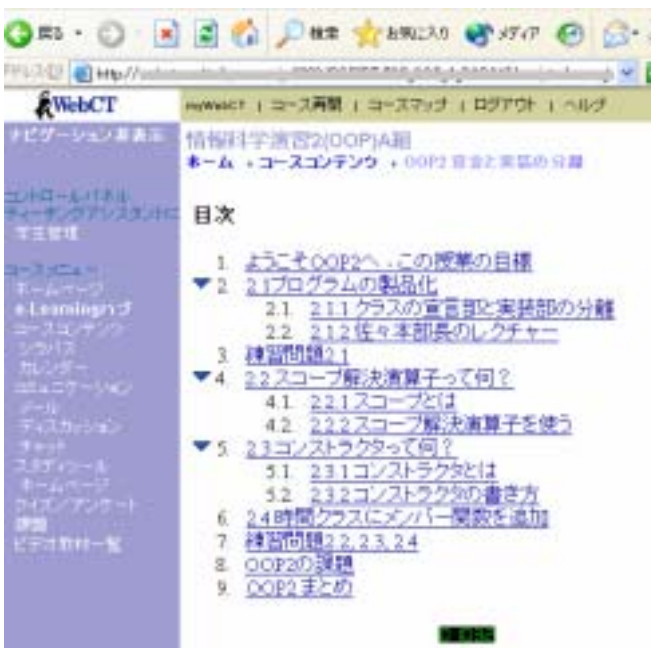 戻る 検索 お気に入り メディア
http://
WebCT
myWebCT | コース再開 | コースマップ | ログアウト | ヘルプ
ナビゲーション非表示
情報科学演習2(OOP)A組
ホーム › コースコンテンツ › OOP2 宣言と実装の分離
コントロールパネル
ティーチングアシスタントに
学生管理
目次
コースメニュー
ホームページ
e Learningハブ
コースコンテンツ
シラバス
カレンダー
コミュニケーション
メール
ディスカッション
チャット
スタディツール
ホームページ
クイズ/アンケート
課題
ビデオ教材一覧
1. ようこそOOP2へ - この授業の目標
2. 2.1プログラムの製品化
2.1. 2.1.1クラスの宣言部と実装部の分離
2.2. 2.1.2佐々本部長のレクチャー
3. 練習問題2.1
4. 2.2スコープ解決演算子って何？
4.1. 2.2.1スコープとは
4.2. 2.2.2スコープ解決演算子を使う
5. 2.3コンストラクタって何？
5.1. 2.3.1コンストラクタとは
5.2. 2.3.2コンストラクタの書き方
6. 2.4時間クラスにメンバー関数を追加
7. 練習問題2.2,2.3,2.4
8. OOP2の課題
9. OOP2まとめ